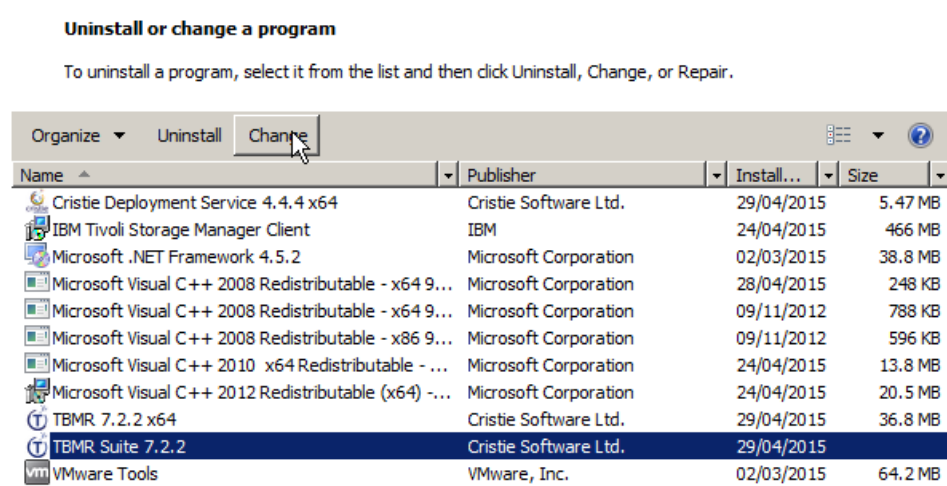 Uninstall or change a program
To uninstall a program, select it from the list and then click Uninstall, Change, or Repair.
Organize Uninstall Change
Name Publisher Install... Size
Cristie Deployment Service 4.4.4 x64 Cristie Software Ltd. 29/04/2015 5.47 MB
IBM Tivoli Storage Manager Client IBM 24/04/2015 466 MB
Microsoft .NET Framework 4.5.2 Microsoft Corporation 02/03/2015 38.8 MB
Microsoft Visual C++ 2008 Redistributable - x64 9... Microsoft Corporation 28/04/2015 248 KB
Microsoft Visual C++ 2008 Redistributable - x64 9... Microsoft Corporation 09/11/2012 788 KB
Microsoft Visual C++ 2008 Redistributable - x86 9... Microsoft Corporation 09/11/2012 596 KB
Microsoft Visual C++ 2010 x64 Redistributable - ... Microsoft Corporation 24/04/2015 13.8 MB
Microsoft Visual C++ 2012 Redistributable (x64) -... Microsoft Corporation 24/04/2015 20.5 MB
TBMR 7.2.2 x64 Cristie Software Ltd. 29/04/2015 36.8 MB
TBMR Suite 7.2.2 Cristie Software Ltd. 29/04/2015
vm VMware Tools VMware, Inc. 02/03/2015 64.2 MB